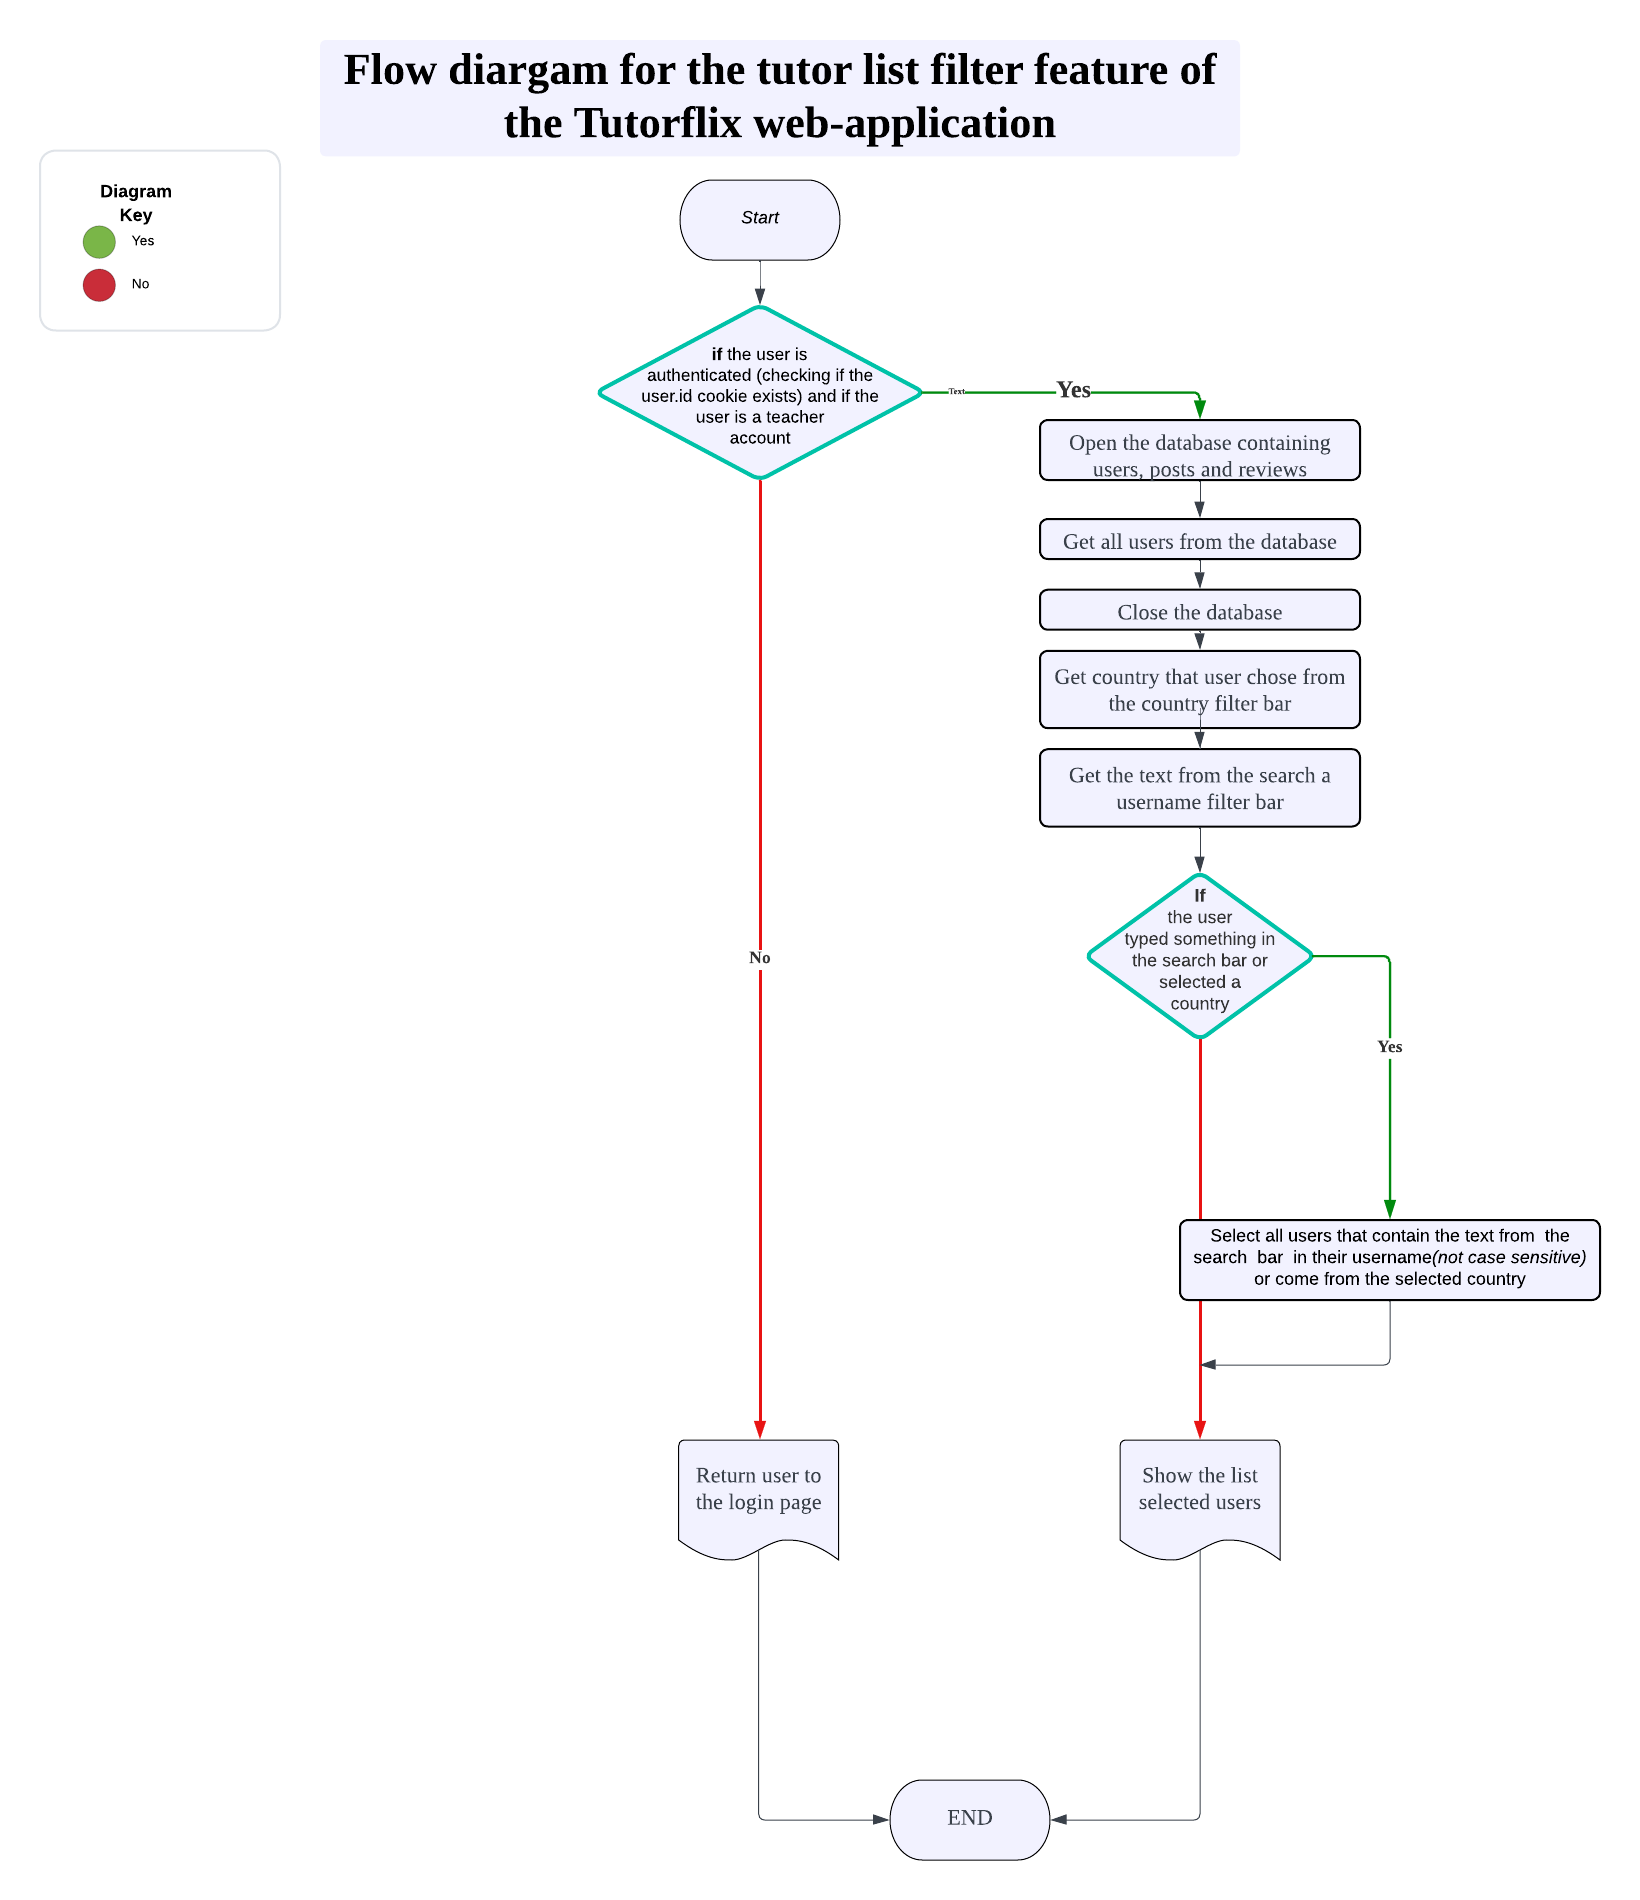 Flow diargam for the tutor list filter feature of
the Tutorflix web-application
Diagram
Key
Yes
No
Start
if the user is
authenticated (checking if the
user.id cookie exists) and if the
user is a teacher
account
Text
Yes
Open the database containing
users, posts and reviews
Get all users from the database
Close the database
Get country that user chose from
the country filter bar
Get the text from the search a
username filter bar
If
the user
typed something in
the search bar or
selected a
country
No
Yes
Select all users that contain the text from  the
search  bar  in their username(not case sensitive)
or come from the selected country
Return user to
the login page
Show the list
selected users
END